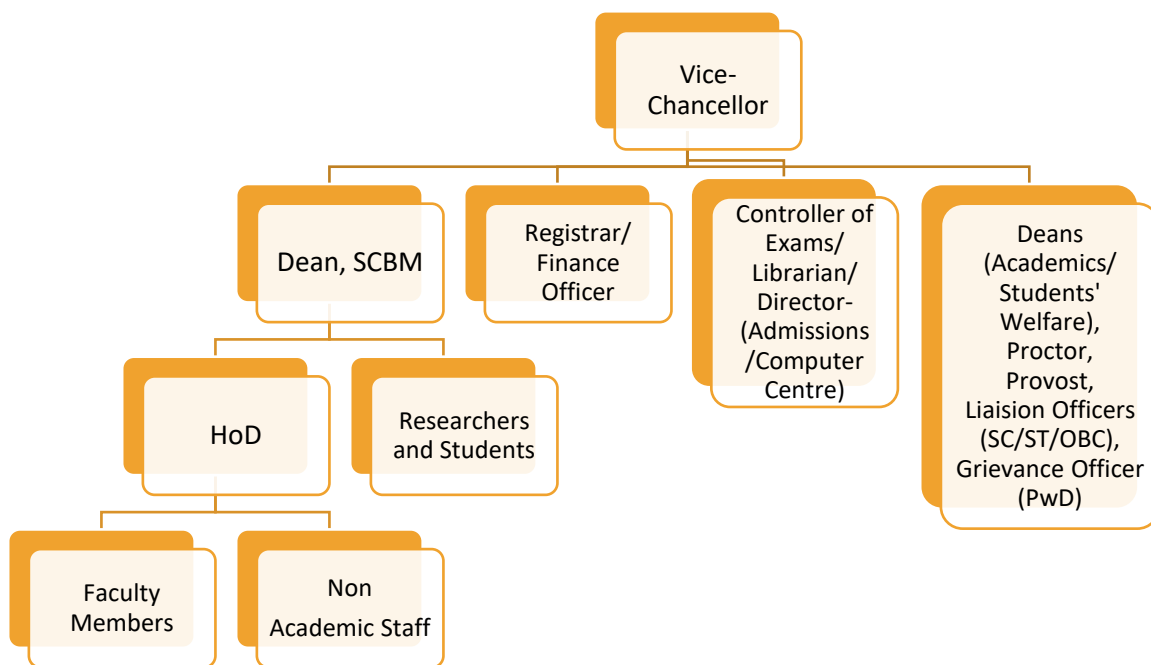 Vice-
Chancellor
Dean, SCBM
Registrar/
Finance
Officer
Controller of
Exams/
Librarian/
Director-
(Admissions
/Computer
Centre)
Deans
(Academics/
Students'
Welfare),
Proctor,
Provost,
Liaision Officers
(SC/ST/OBC),
Grievance Officer
(PwD)
HoD
Researchers
and Students
Faculty
Members
Non
Academic Staff